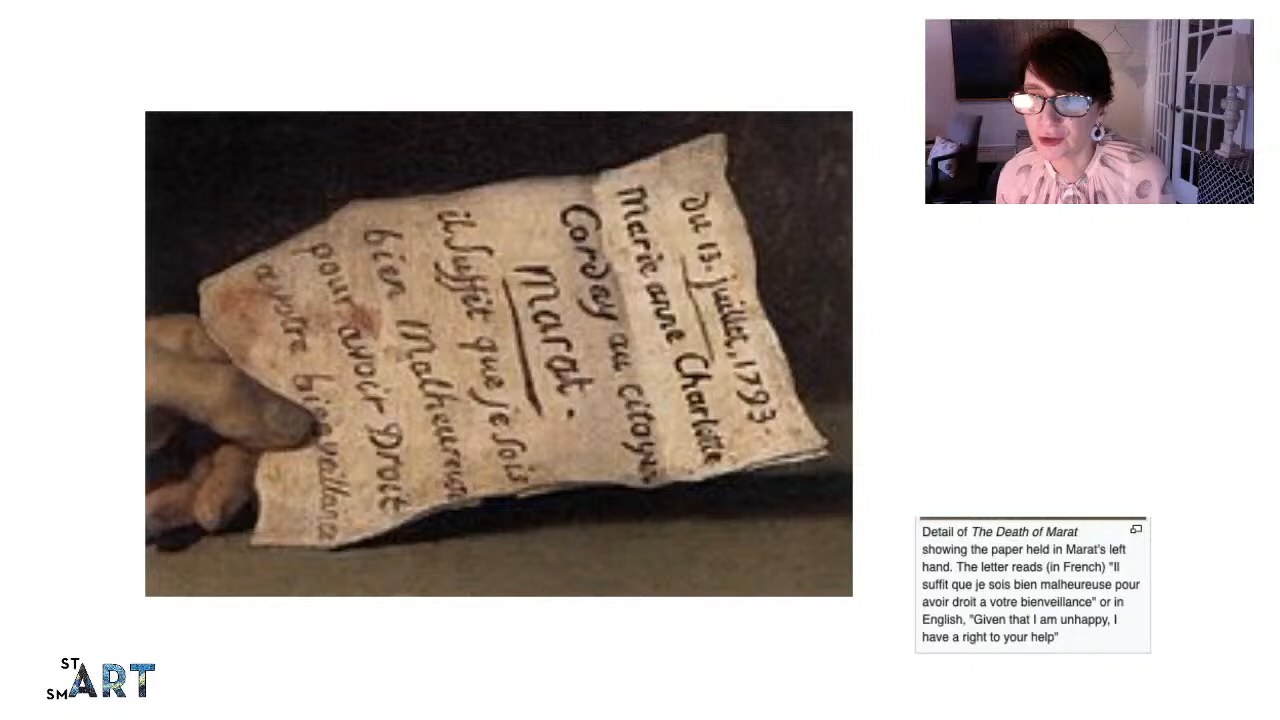 du 13. juillet, 1793.
Marie anne Charlotte
Corday au citoyen
Marat.
il suffit que je sois
bien Malheureuse
pour avoir Droit
a votre bienveillance
Detail of The Death of Marat
showing the paper held in Marat's left
hand. The letter reads (in French) "Il
suffit que je sois bien malheureuse pour
avoir droit a votre bienveillance" or in
English, "Given that I am unhappy, I
have a right to your help"
ST
SMART